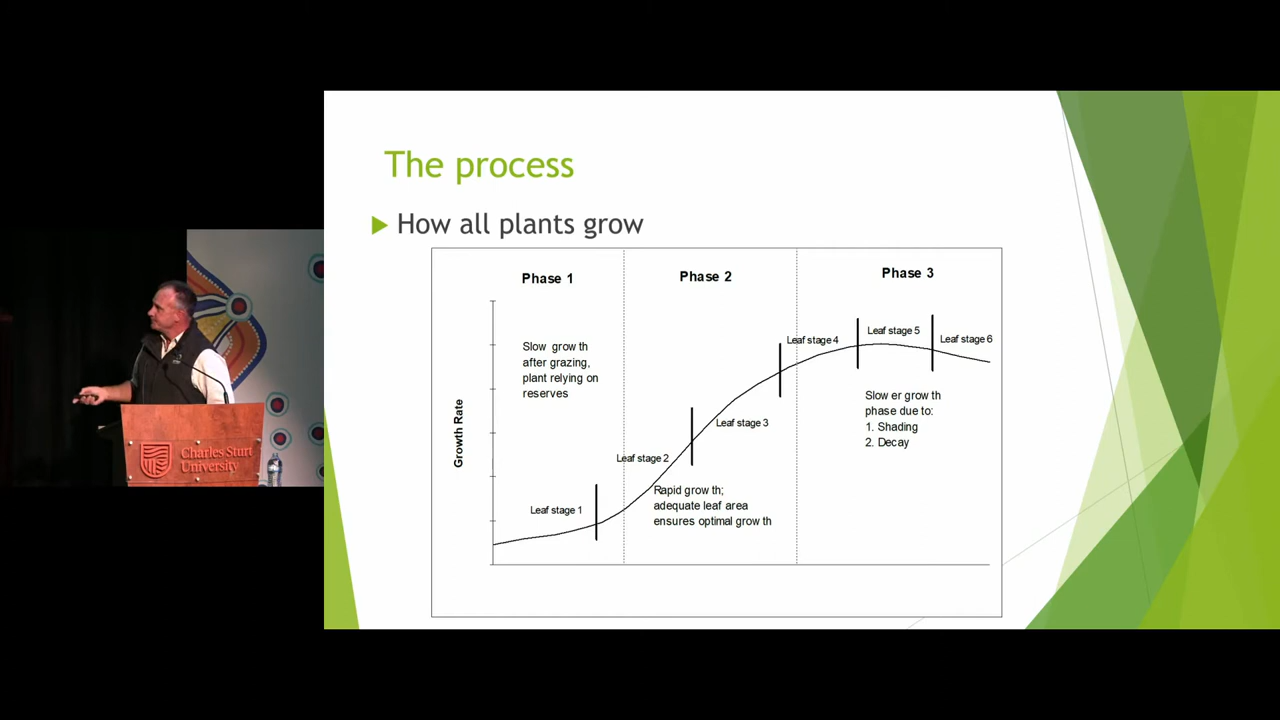 The process
How all plants grow
Phase 1
Phase 2
Phase 3
Slow grow th
after grazing,
plant relying on
reserves
Leaf stage 4
Leaf stage 5
Leaf stage 6
Slow er grow th
phase due to:
1. Shading
2. Decay
Growth Rate
Leaf stage 3
Leaf stage 2
Rapid grow th;
adequate leaf area
ensures optimal grow th
Leaf stage 1
Charles Sturt
University